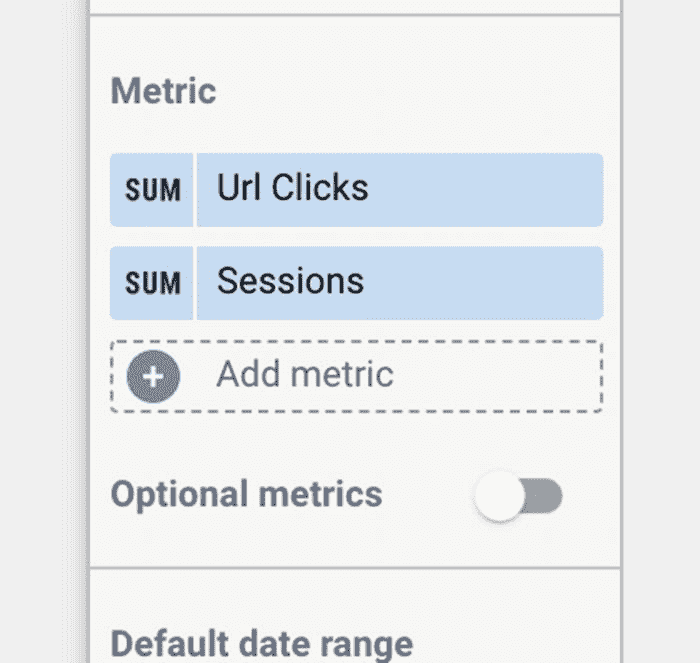 Metric
SUM Url Clicks
SUM Sessions
Add metric
Optional metrics
Default date range